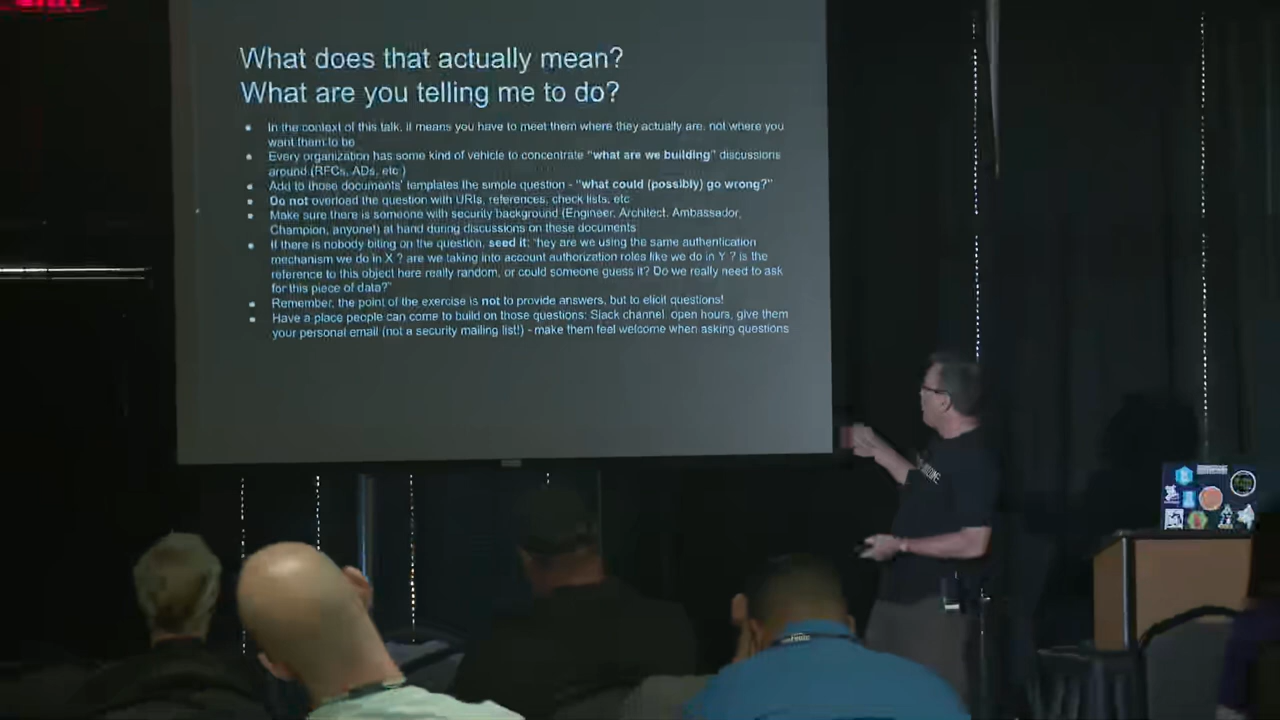 What does that actually mean?
What are you telling me to do?
In the context of this talk, it means you have to meet them where they actually are, not where you
want them to be
Every organization has some kind of vehicle to concentrate "what are we building" discussions
around (RFCs, ADs, etc )
Add to those documents' templates the simple question - "what could (possibly) go wrong?"
Do not overload the question with URIs, references, check lists, etc
Make sure there is someone with security background (Engineer, Architect, Ambassador,
Champion, anyone!) at hand during discussions on these documents
If there is nobody biting on the question, seed it: "hey are we using the same authentication
mechanism we do in X ? are we taking into account authorization roles like we do in Y ? is the
reference to this object here really random, or could someone guess it? Do we really need to ask
for this piece of data?"
Remember, the point of the exercise is not to provide answers, but to elicit questions!
Have a place people can come to build on those questions: Slack channel, open hours, give them
your personal email (not a security mailing list!) - make them feel welcome when asking questions